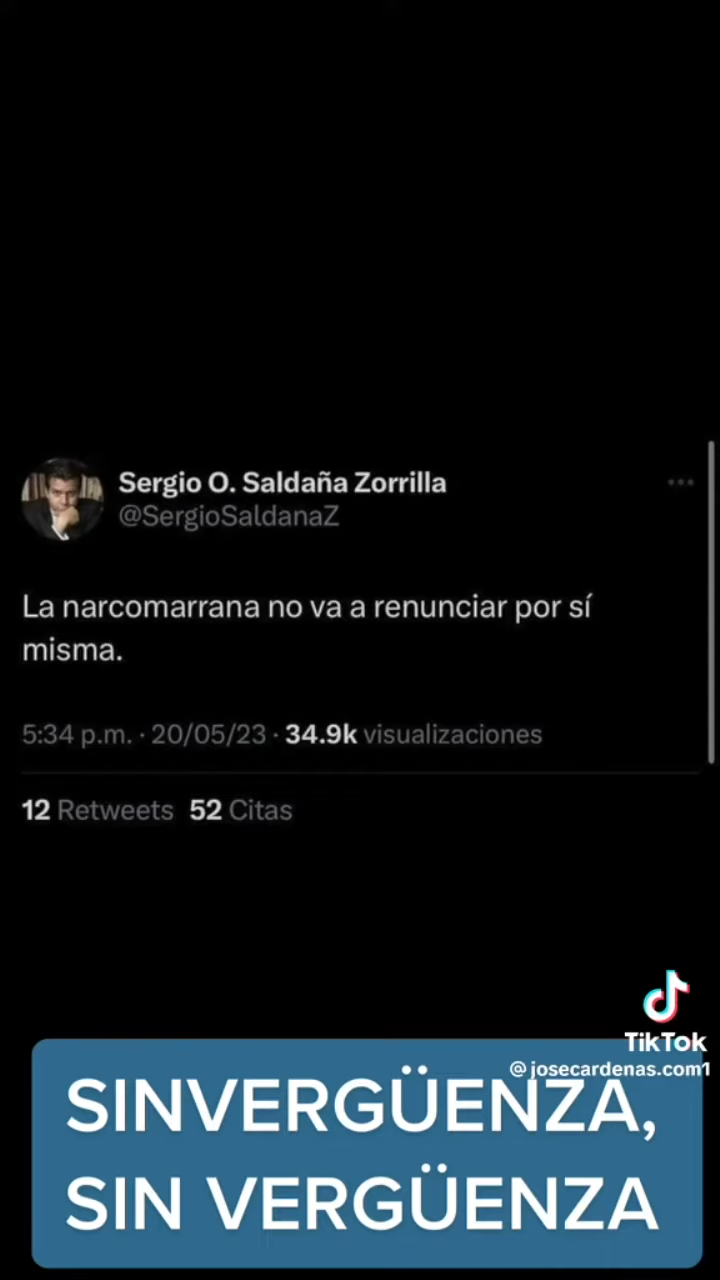 Sergio O. Saldaña Zorrilla
@SergioSaldanaZ
La narcomarrana no va a renunciar por sí
misma.
5:34 p.m. · 20/05/23 · 34.9k visualizaciones
12 Retweets 52 Citas
TikTok
@josecardenas.com1
SINVERGÜENZA,
SIN VERGÜENZA